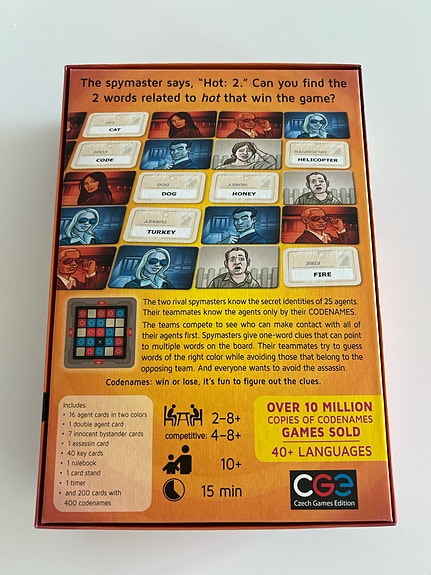 The spymaster says, "Hot: 2." Can you find the
2 words related to hot that win the game?
CAT
CODE
CODE
HELICOPTER
HELICOPTER
DOG
DOG
HONEY
HONEY
TURKEY
TURKEY
FIRE
FIRE
The two rival spymasters know the secret identities of 25 agents.
Their teammates know the agents only by their CODENAMES.
The teams compete to see who can make contact with all of
their agents first. Spymasters give one-word clues that can point
to multiple words on the board. Their teammates try to guess
words of the right color while avoiding those that belong to the
opposing team. And everyone wants to avoid the assassin.
Codenames: win or lose, it's fun to figure out the clues.
Includes:
• 16 agent cards in two colors
• 1 double agent card
• 7 innocent bystander cards
• 1 assassin card
• 40 key cards
• 1 rulebook
• 1 card stand
• 1 timer
• and 200 cards with
400 codenames
2–8+
competitive: 4–8+
10+
15 min
OVER 10 MILLION
COPIES OF CODENAMES
GAMES SOLD
40+ LANGUAGES
CGE
Czech Games Edition